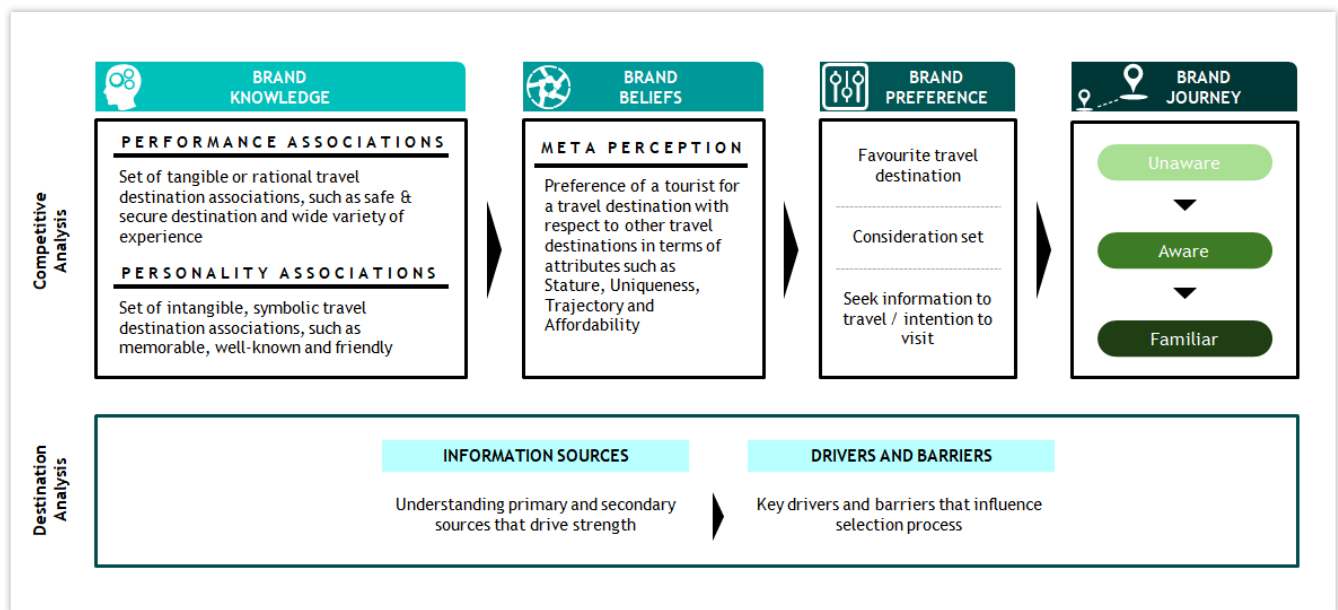 BRAND
KNOWLEDGE
BRAND
BELIEFS
BRAND
PREFERENCE
BRAND
JOURNEY
Competitive
Analysis
PERFORMANCE ASSOCIATIONS
Set of tangible or rational travel
destination associations, such as safe &
secure destination and wide variety of
experience
PERSONALITY ASSOCIATIONS
Set of intangible, symbolic travel
destination associations, such as
memorable, well-known and friendly
META PERCEPTION
Preference of a tourist for
a travel destination with
respect to other travel
destinations in terms of
attributes such as
Stature, Uniqueness,
Trajectory and
Affordability
Favourite travel
destination
Consideration set
Seek information to
travel / intention to
visit
Unaware
Aware
Familiar
Destination
Analysis
INFORMATION SOURCES
Understanding primary and secondary
sources that drive strength
DRIVERS AND BARRIERS
Key drivers and barriers that influence
selection process